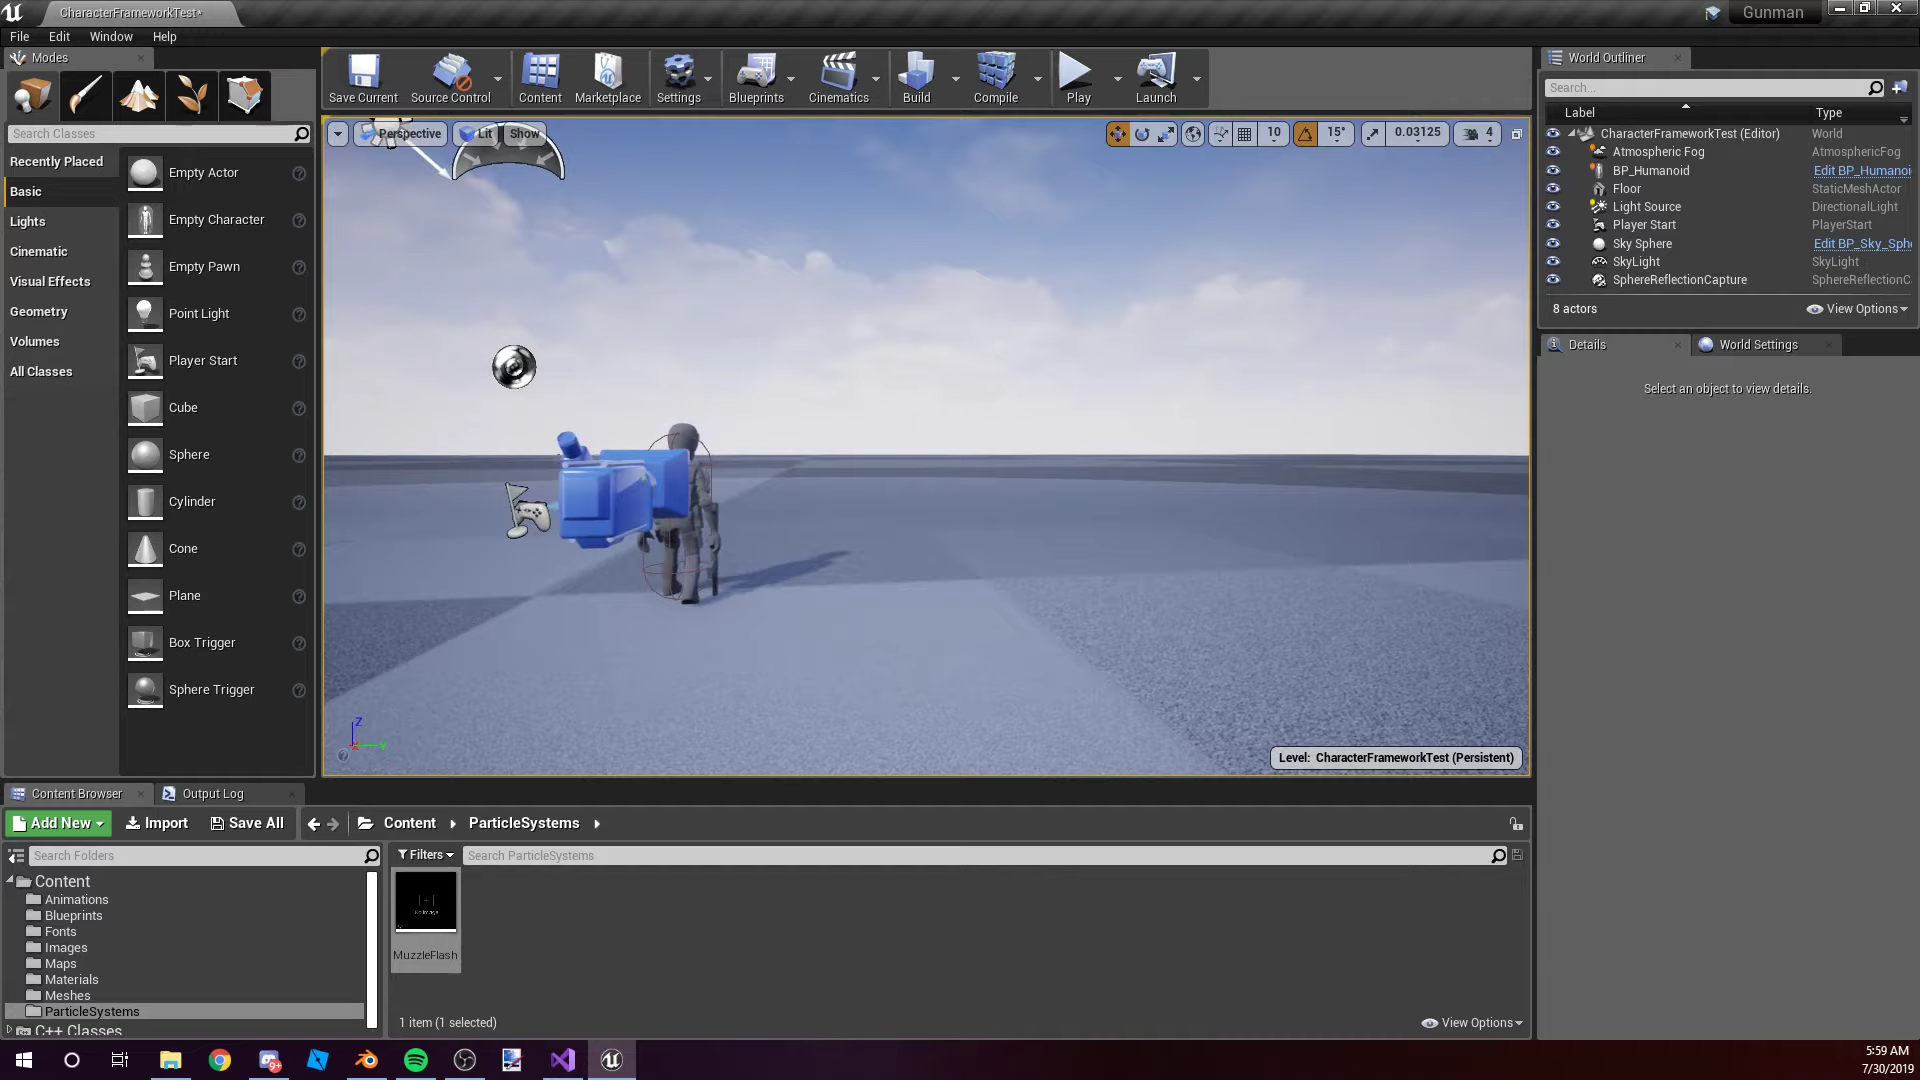 CharacterFrameworkTest*
Gunman
File Edit Window Help
Modes
Search Classes
Recently Placed
Basic
Lights
Cinematic
Visual Effects
Geometry
Volumes
All Classes
Empty Actor
Empty Character
Empty Pawn
Point Light
Player Start
Cube
Sphere
Cylinder
Cone
Plane
Box Trigger
Sphere Trigger
Save Current
Source Control
Content
Marketplace
Settings
Blueprints
Cinematics
Build
Compile
Play
Launch
Perspective
Lit
Show
10
15°
0.03125
4
Z
Y
Level: CharacterFrameworkTest (Persistent)
World Outliner
Search...
Label Type
CharacterFrameworkTest (Editor) World
Atmospheric Fog AtmosphericFog
BP_Humanoid Edit BP_Humanoi
Floor StaticMeshActor
Light Source DirectionalLight
Player Start PlayerStart
Sky Sphere Edit BP_Sky_Sph
SkyLight SkyLight
SphereReflectionCapture SphereReflectionC
8 actors View Options
Details
World Settings
Select an object to view details.
Content Browser
Output Log
Add New
Import
Save All
Content
ParticleSystems
Search Folders
Content
Animations
Blueprints
Fonts
Images
Maps
Materials
Meshes
ParticleSystems
C++ Classes
Filters
Search ParticleSystems
No Image
MuzzleFlash
1 item (1 selected)
View Options
9+
5:59 AM
7/30/2019